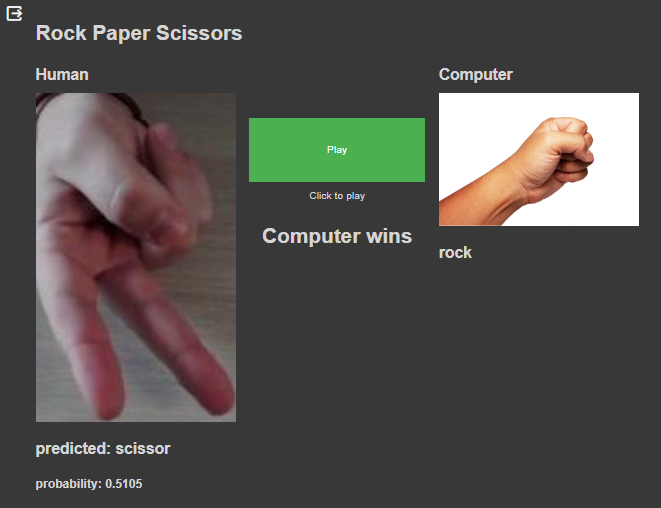 Rock Paper Scissors
Human
Computer
Play
Click to play
Computer wins
rock
predicted: scissor
probability: 0.5105